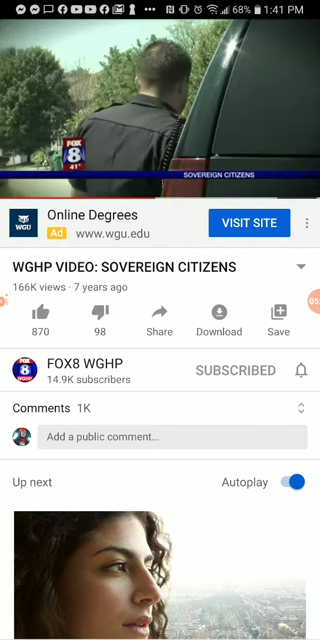 68% 1:41 PM
FOX
8
41°
SOVEREIGN CITIZENS
WGU
Online Degrees
Ad www.wgu.edu
VISIT SITE
WGHP VIDEO: SOVEREIGN CITIZENS
166K views · 7 years ago
870
98
Share
Download
Save
05:
FOX8 WGHP
14.9K subscribers
SUBSCRIBED
Comments 1K
Add a public comment...
Up next
Autoplay